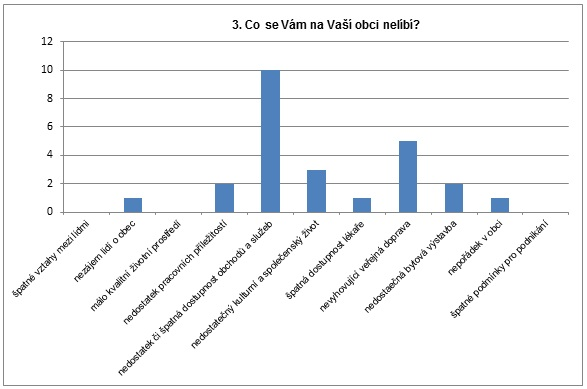 3. Co se Vám na Vaší obci nelíbí?
12
10
8
6
4
2
0
špatné vztahy mezi lidmi
nezájem lidí o obec
málo kvalitní životní prostředí
nedostatek pracovních příležitostí
nedostatek či špatná dostupnost obchodů a služeb
nedostatečný kulturní a společenský život
špatná dostupnost lékaře
nevyhovující veřejná doprava
nedostaečná bytová výstavba
nepořádek v obci
špatné podmínky pro podnikání